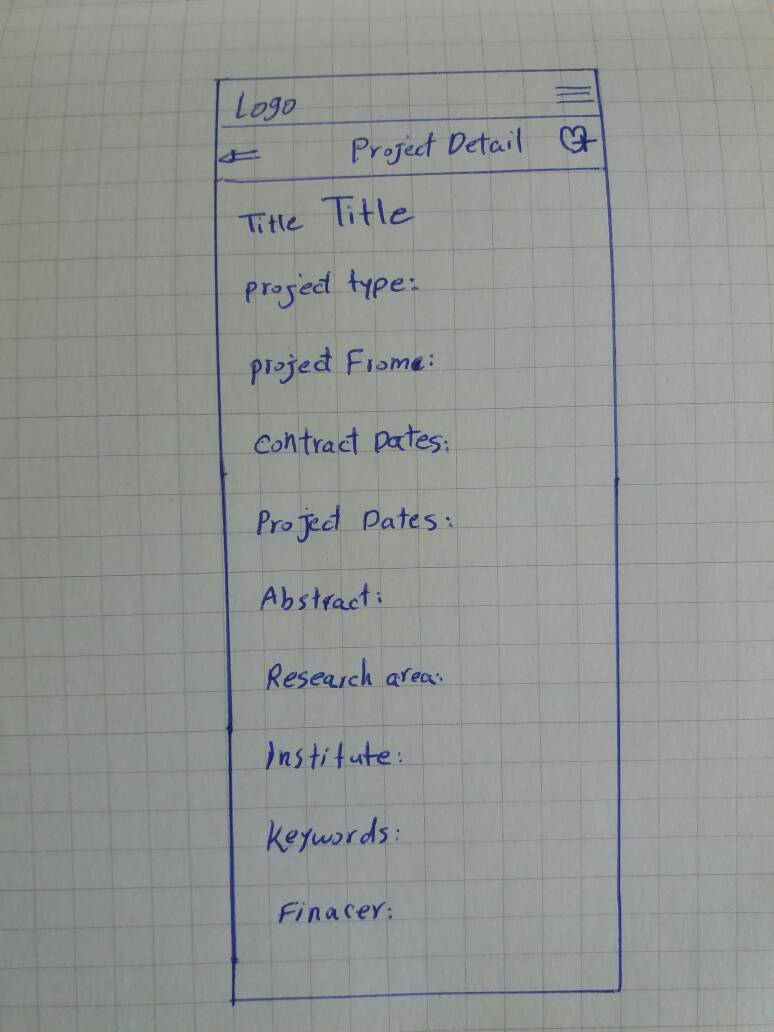 Logo
Project Detail
Title Title
project type:
project Frome:
Contract Dates:
Project Dates:
Abstract:
Research area:
Institute:
Keywords:
Finacer: